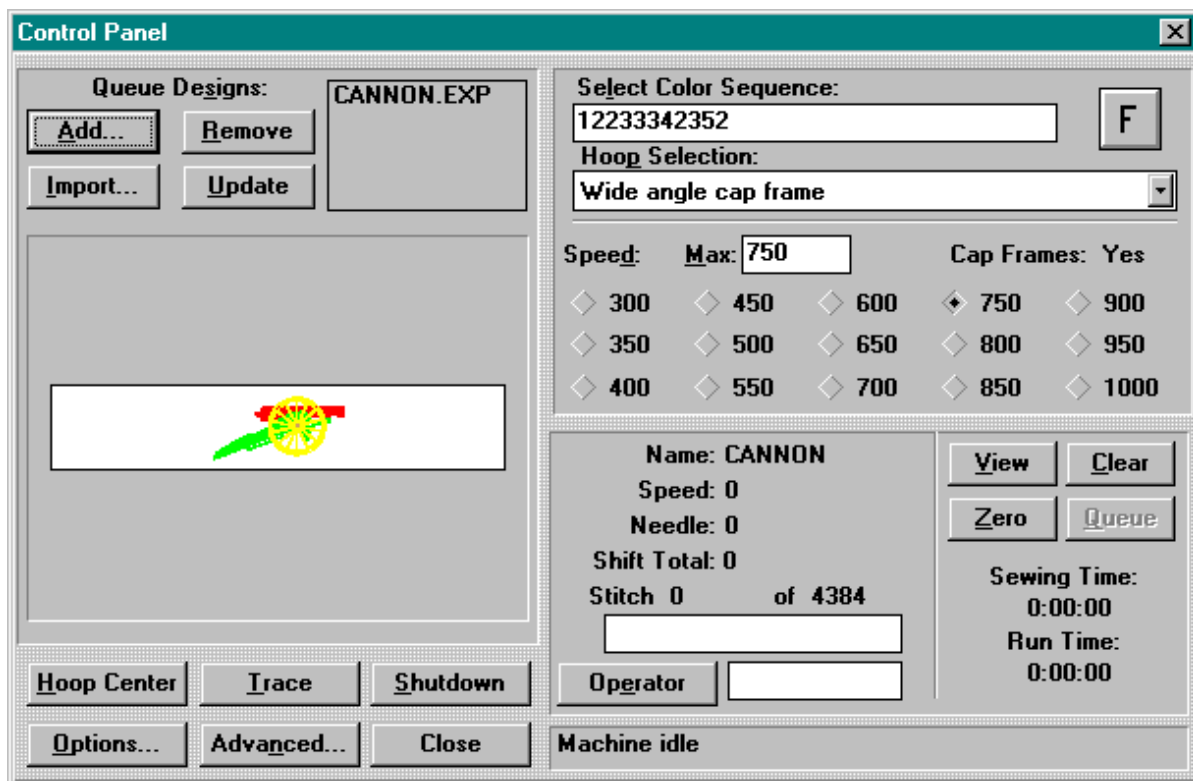 Control Panel
Queue Designs:
CANNON.EXP
Add...
Remove
Import...
Update
Select Color Sequence:
12233342352
F
Hoop Selection:
Wide angle cap frame
Speed: Max: 750 Cap Frames: Yes
300 450 600 750 900
350 500 650 800 950
400 550 700 850 1000
Name: CANNON
Speed: 0
Needle: 0
Shift Total: 0
Stitch 0 of 4384
Operator
View Clear
Zero Queue
Sewing Time:
0:00:00
Run Time:
0:00:00
Hoop Center Trace Shutdown
Options... Advanced... Close
Machine idle